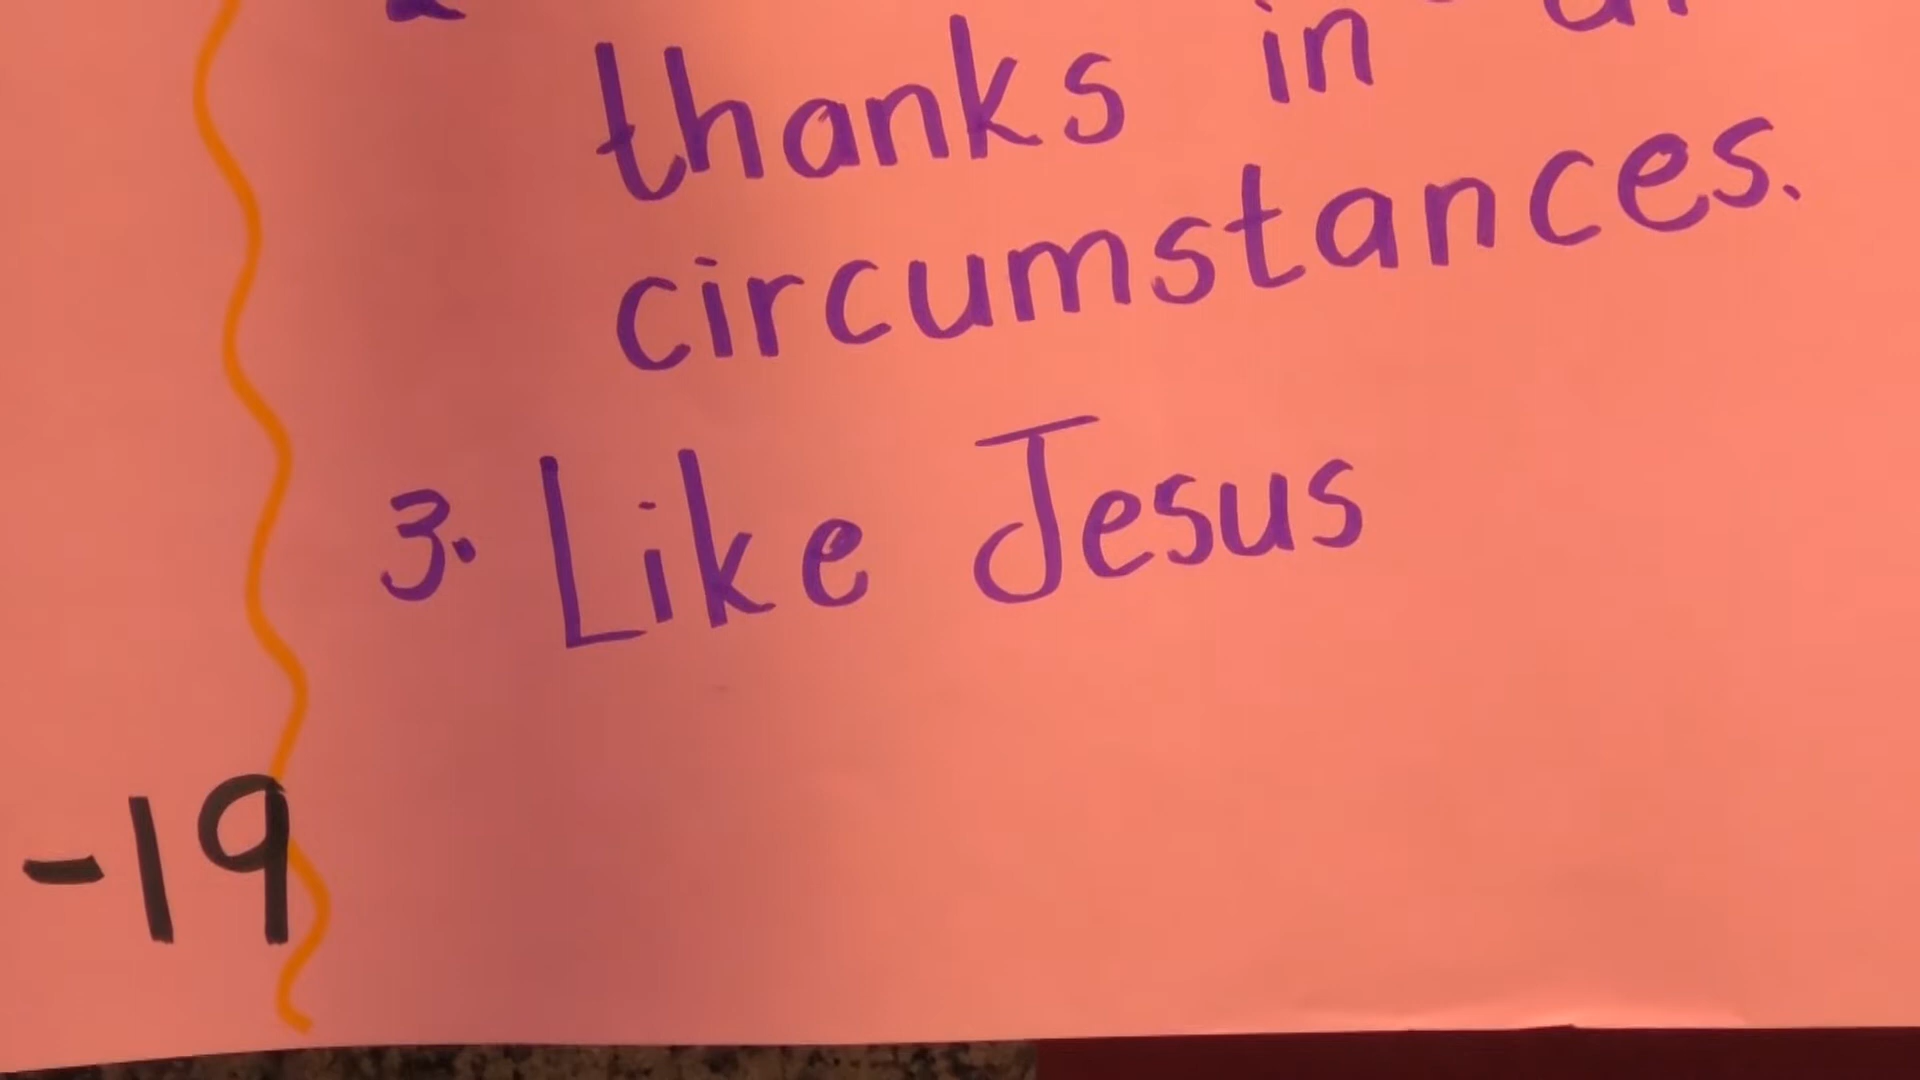 thanks in
circumstances.
3. Like Jesus
-19